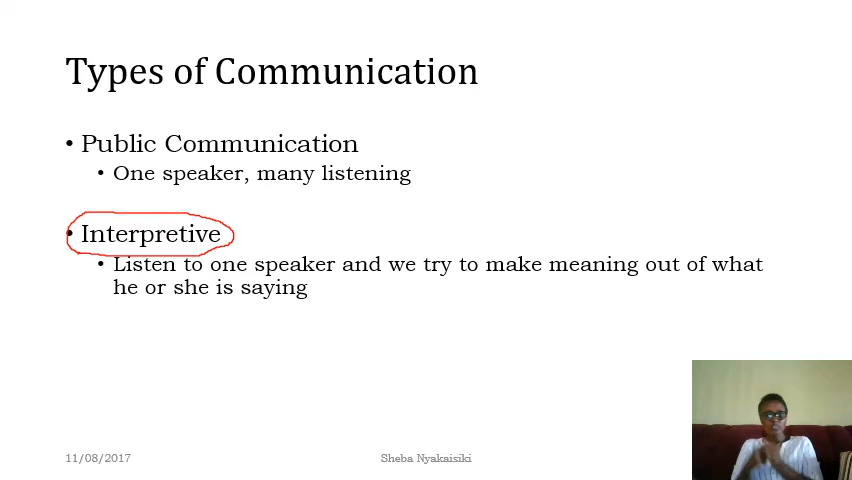 Types of Communication
• Public Communication
• One speaker, many listening
• Interpretive
• Listen to one speaker and we try to make meaning out of what
he or she is saying
11/08/2017 Sheba Nyakaisiki